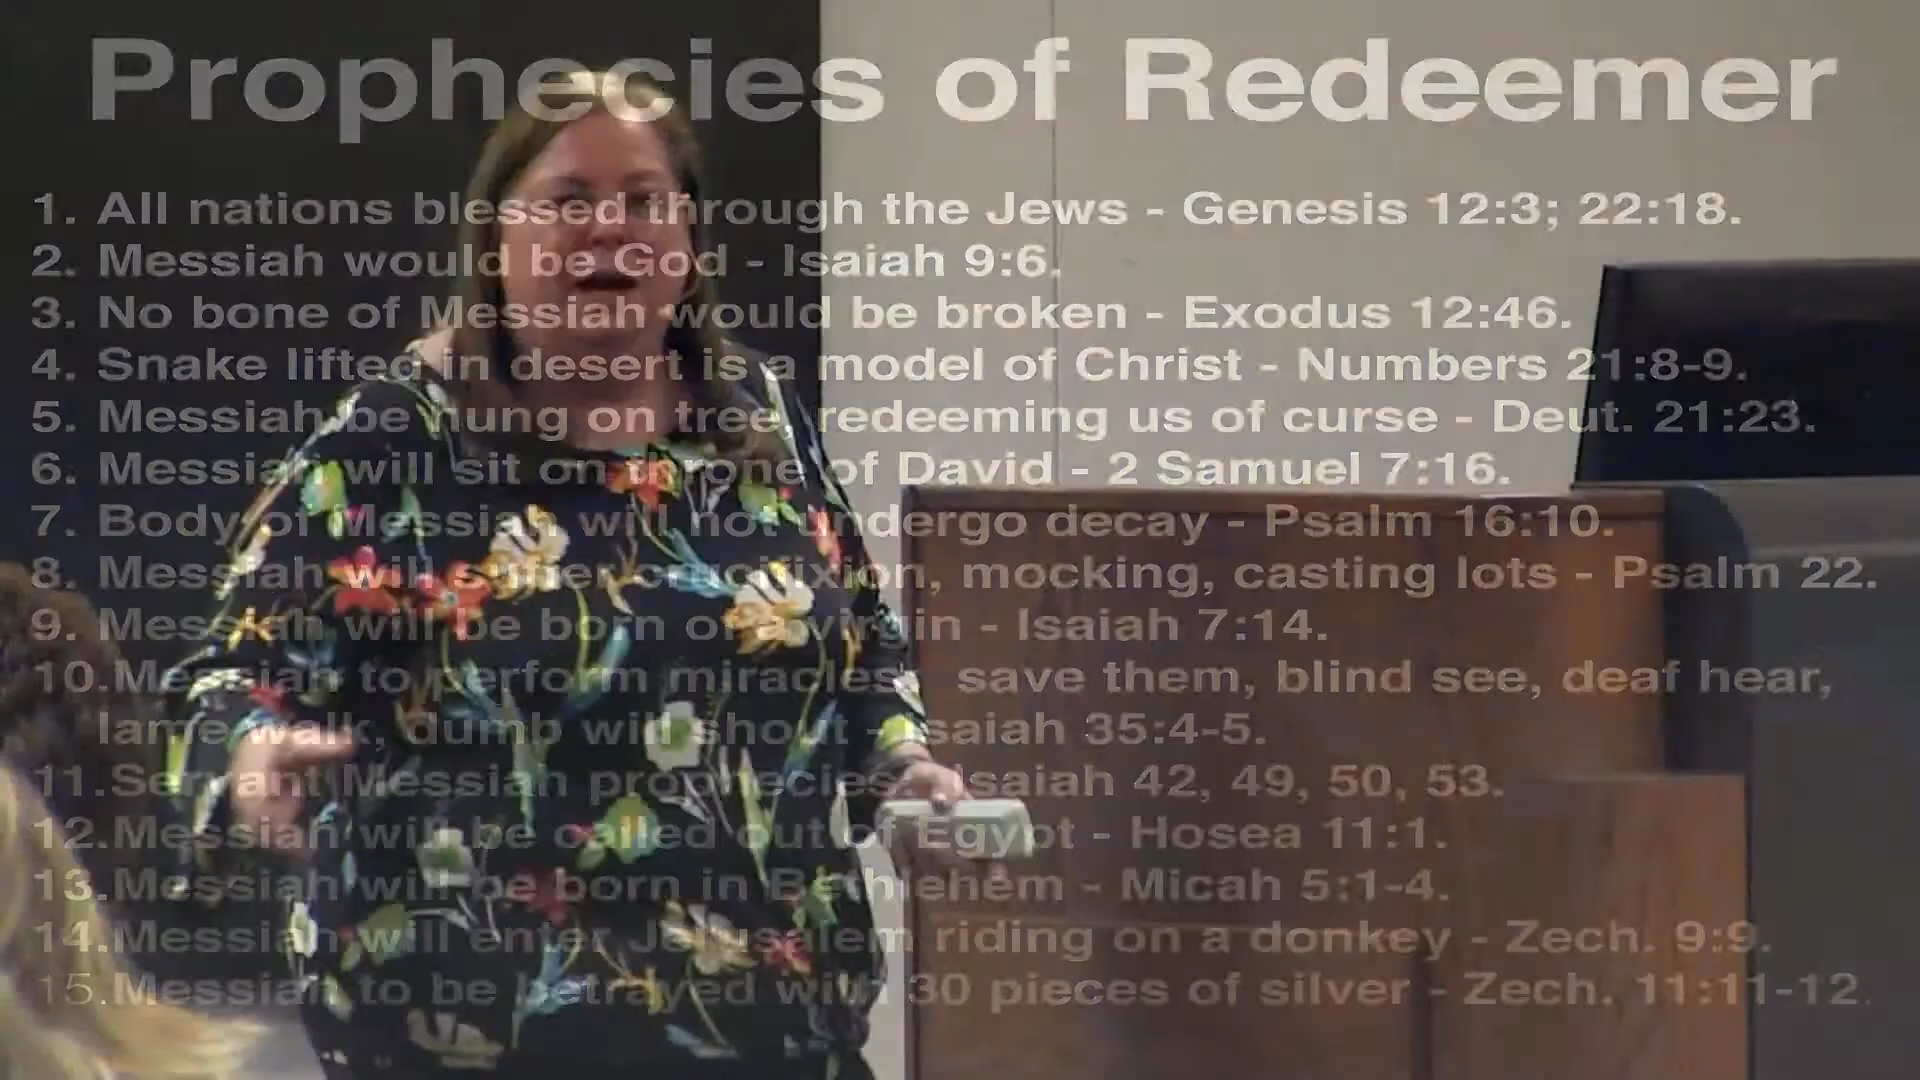 Prophecies of Redeemer
1. All nations blessed through the Jews - Genesis 12:3; 22:18.
2. Messiah would be God - Isaiah 9:6.
3. No bone of Messiah would be broken - Exodus 12:46.
4. Snake lifted in desert is a model of Christ - Numbers 21:8-9.
5. Messiah be hung on tree, redeeming us of curse - Deut. 21:23.
6. Messiah will sit on throne of David - 2 Samuel 7:16.
7. Body of Messiah will not undergo decay - Psalm 16:10.
8. Messiah will suffer crucifixion, mocking, casting lots - Psalm 22.
9. Messiah will be born of a virgin - Isaiah 7:14.
10.Messiah to perform miracles - save them, blind see, deaf hear,
lame walk, dumb will shout - Isaiah 35:4-5.
11.Servant Messiah prophecies - Isaiah 42, 49, 50, 53.
12.Messiah will be called out of Egypt - Hosea 11:1.
13.Messiah will be born in Bethlehem - Micah 5:1-4.
14.Messiah will enter Jerusalem riding on a donkey - Zech. 9:9.
15.Messiah to be betrayed with 30 pieces of silver - Zech. 11:11-12.